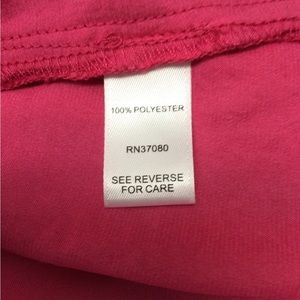 100% POLYESTER
RN37080
SEE REVERSE
FOR CARE